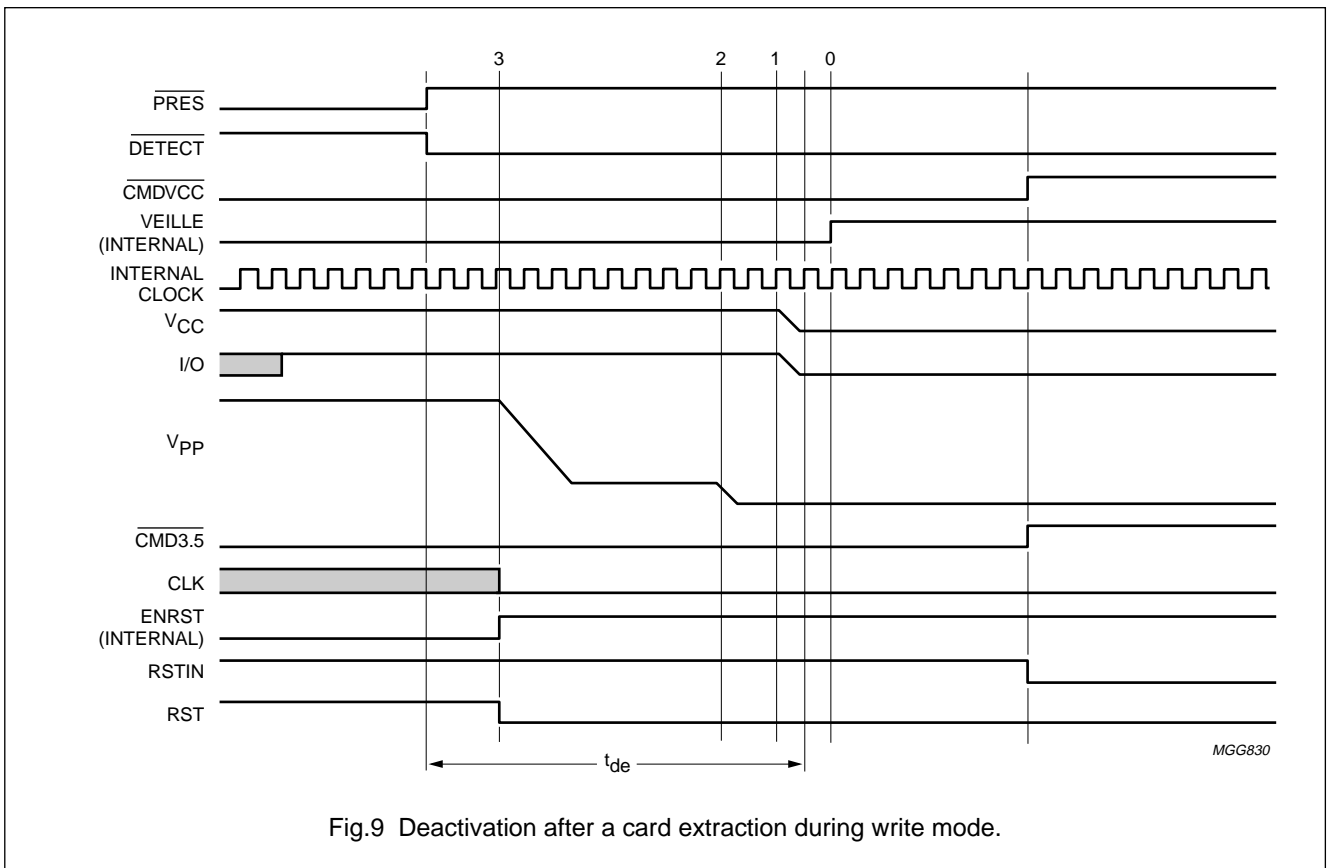 3 2 1 0
PRES
DETECT
CMDVCC
VEILLE
(INTERNAL)
INTERNAL
CLOCK
VCC
I/O
VPP
CMD3.5
CLK
ENRST
(INTERNAL)
RSTIN
RST
tde
MGG830
Fig.9 Deactivation after a card extraction during write mode.